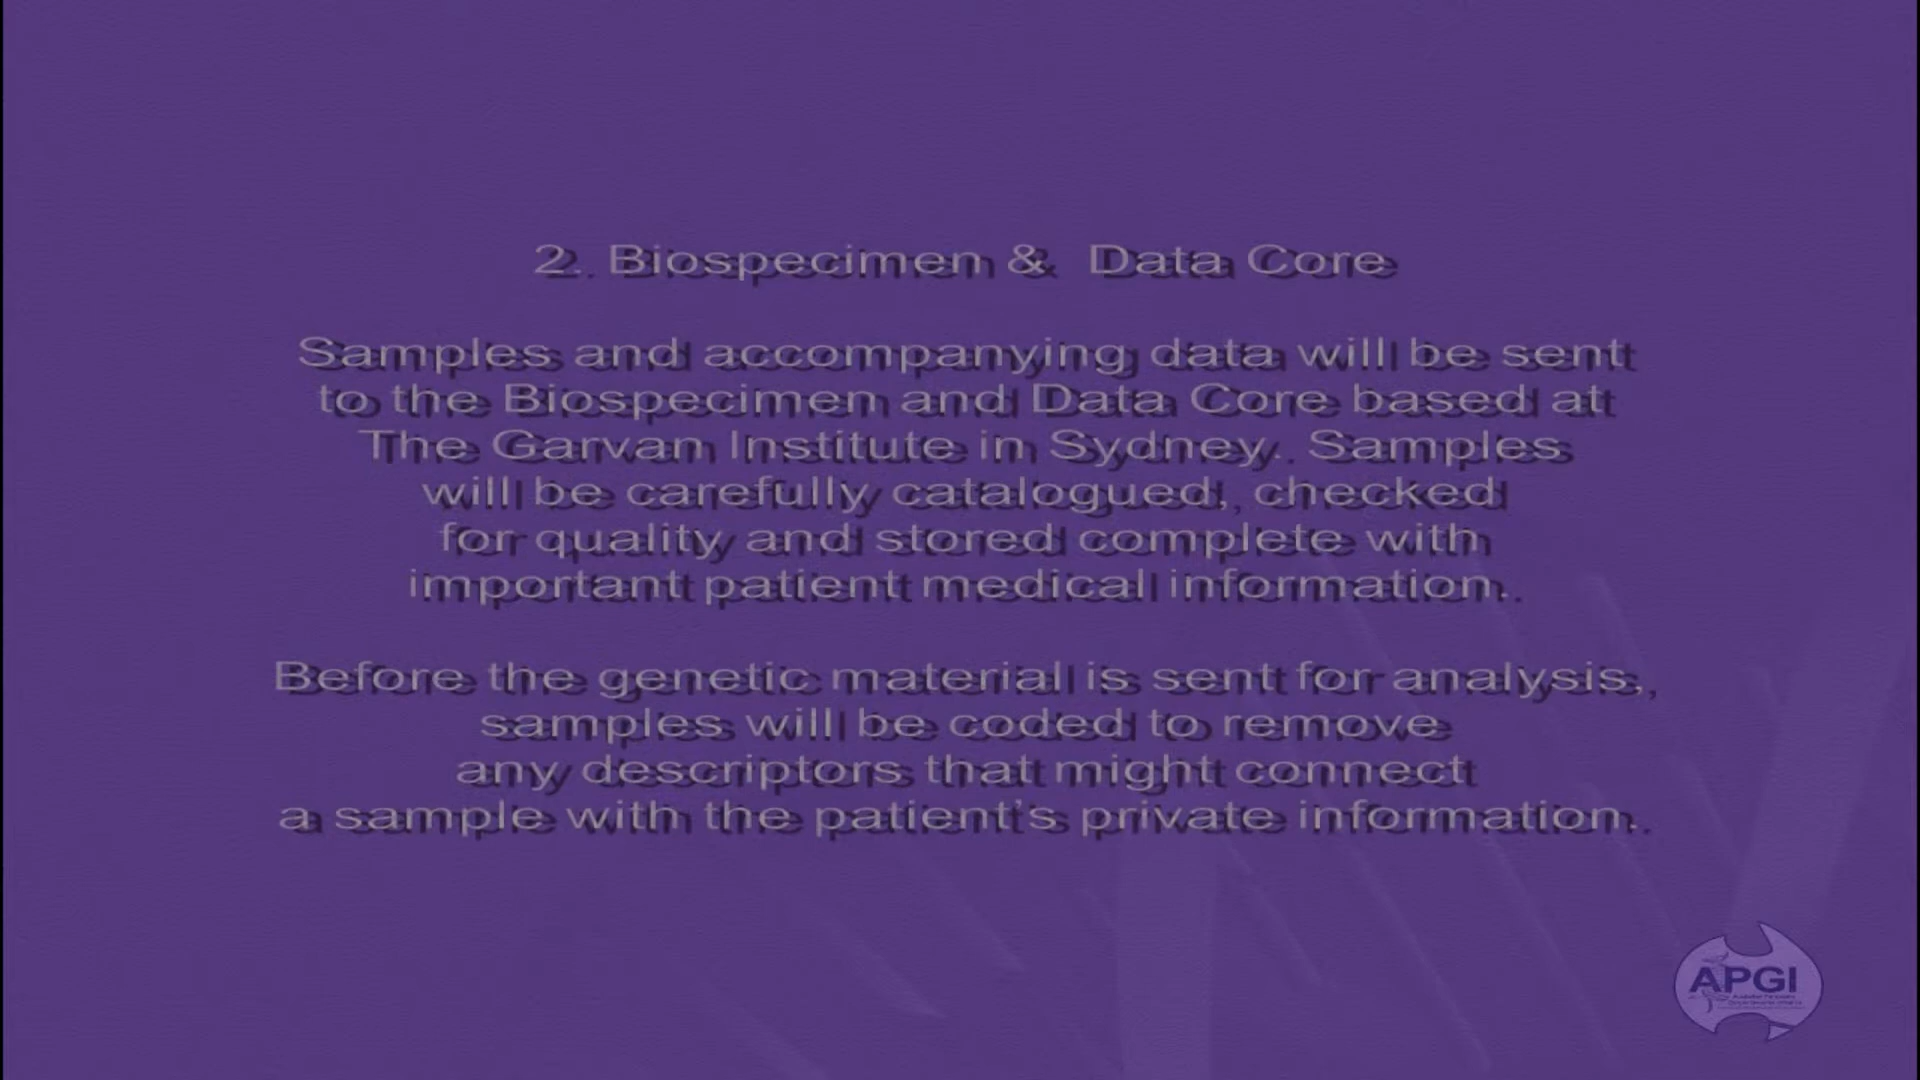 2. Biospecimen & Data Core
Samples and accompanying data will be sent
to the Biospecimen and Data Core based at
The Garvan Institute in Sydney. Samples
will be carefully catalogued, checked
for quality and stored complete with
important patient medical information.
Before the genetic material is sent for analysis,
samples will be coded to remove
any descriptors that might connect
a sample with the patient's private information.
APGI